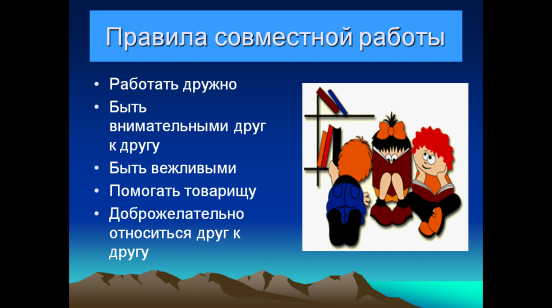 Правила совместной работы
• Работать дружно
• Быть
внимательными друг
к другу
• Быть вежливыми
• Помогать товарищу
• Доброжелательно
относиться друг к
другу